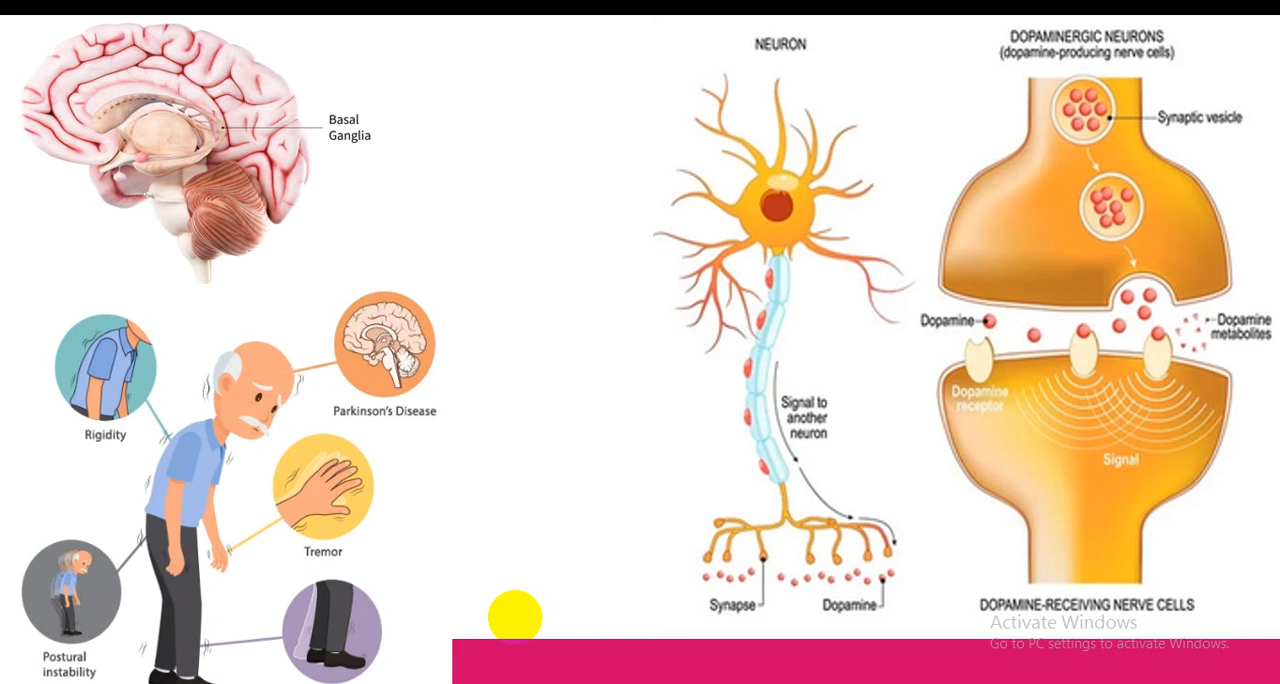 Basal
Ganglia
Parkinson's Disease
Rigidity
Tremor
Postural
instability
NEURON
Signal to
another
neuron
Synapse
Dopamine
DOPAMINERGIC NEURONS
(dopamine-producing nerve cells)
Synaptic vesicle
Dopamine
Dopamine
metabolites
Dopamine
receptor
Signal
DOPAMINE-RECEIVING NERVE CELLS
Activate Windows
Go to PC settings to activate Windows.